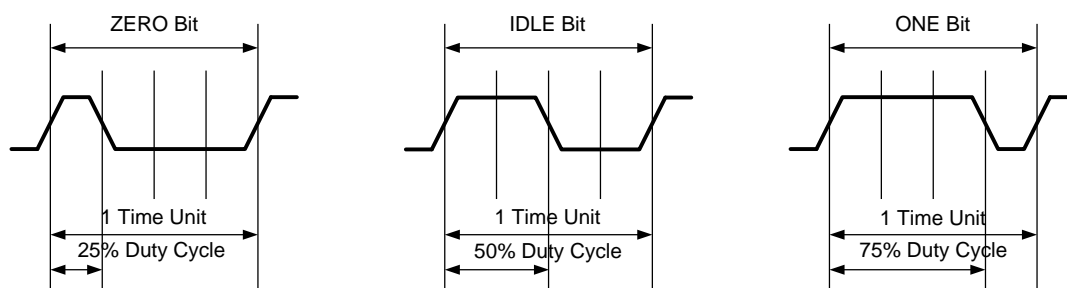 ZERO Bit
IDLE Bit
ONE Bit
1 Time Unit
1 Time Unit
1 Time Unit
25% Duty Cycle
50% Duty Cycle
75% Duty Cycle